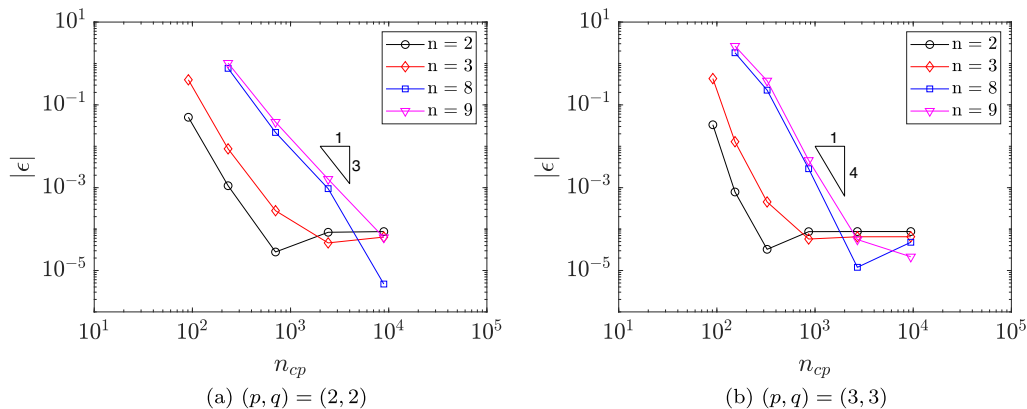 10^1
10^-1
10^-3
10^-5
|ϵ|
n = 2
n = 3
n = 8
n = 9
1
3
10^1
10^2
10^3
10^4
10^5
n_cp
(a) (p, q) = (2, 2)
10^1
10^-1
10^-3
10^-5
|ϵ|
n = 2
n = 3
n = 8
n = 9
1
4
10^1
10^2
10^3
10^4
10^5
n_cp
(b) (p, q) = (3, 3)